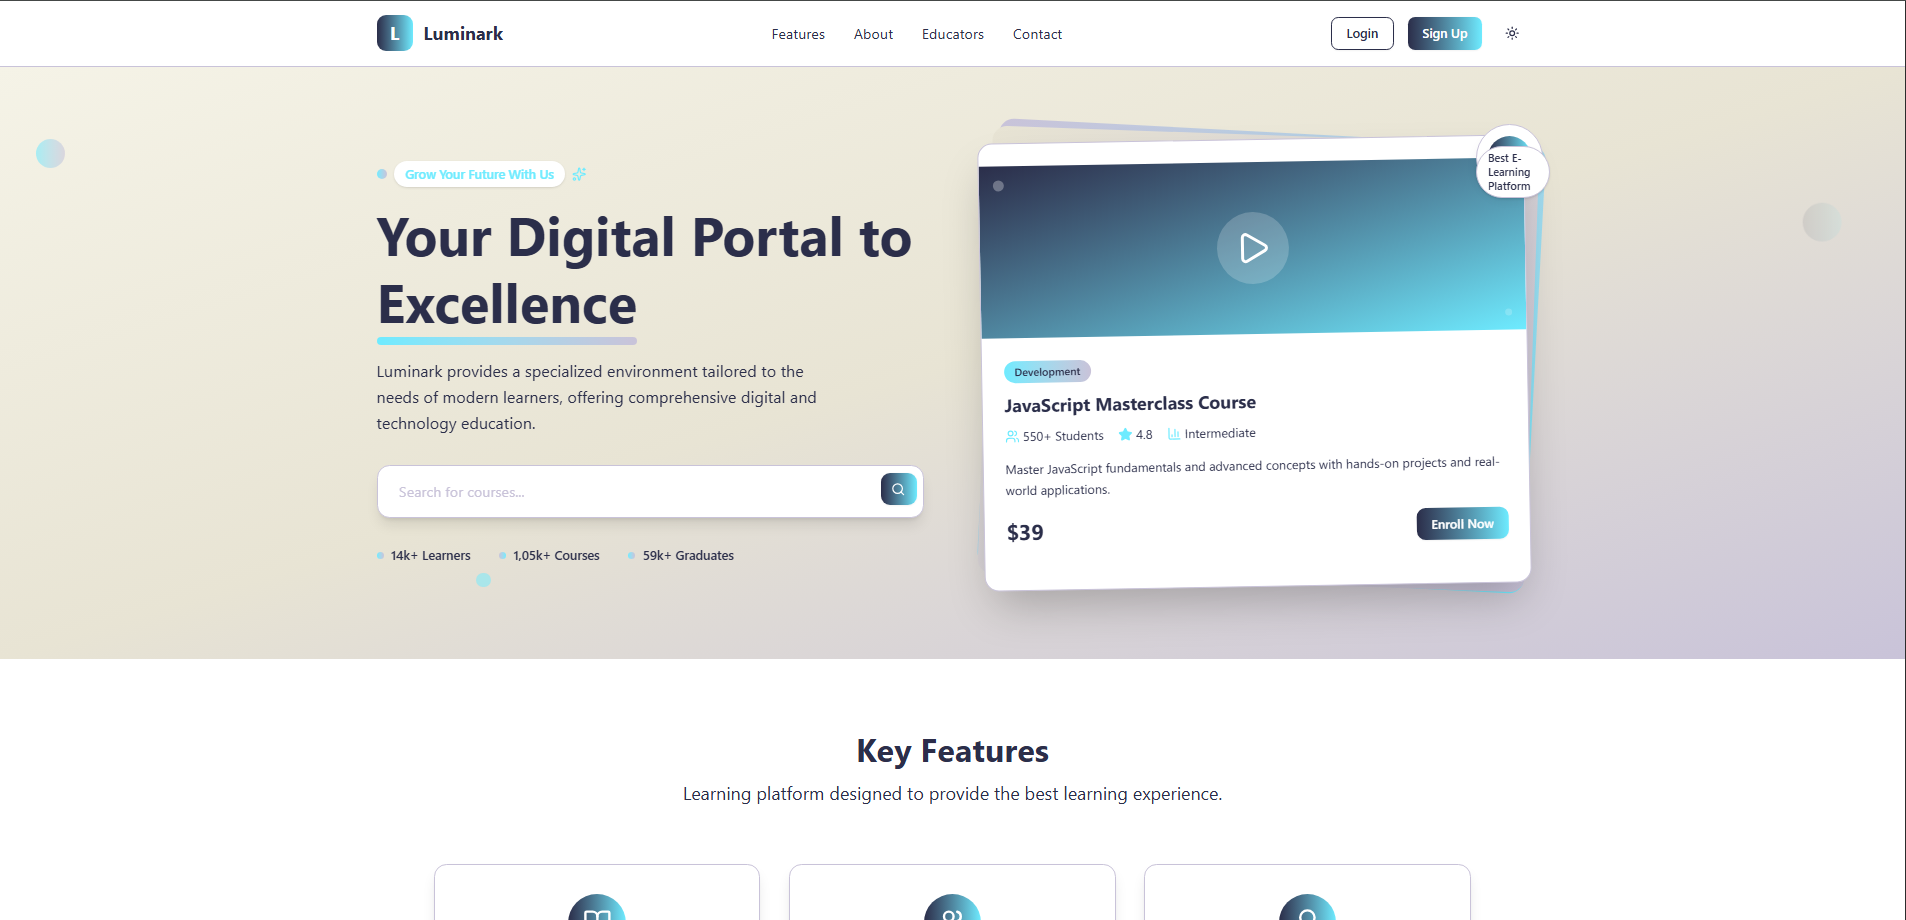 L Luminark
Features About Educators Contact
Login Sign Up
Grow Your Future With Us
Your Digital Portal to
Excellence
Luminark provides a specialized environment tailored to the
needs of modern learners, offering comprehensive digital and
technology education.
Search for courses...
14k+ Learners 1,05k+ Courses 59k+ Graduates
Best E-
Learning
Platform
Development
JavaScript Masterclass Course
550+ Students 4.8 Intermediate
Master JavaScript fundamentals and advanced concepts with hands-on projects and real-
world applications.
$39 Enroll Now
Key Features
Learning platform designed to provide the best learning experience.